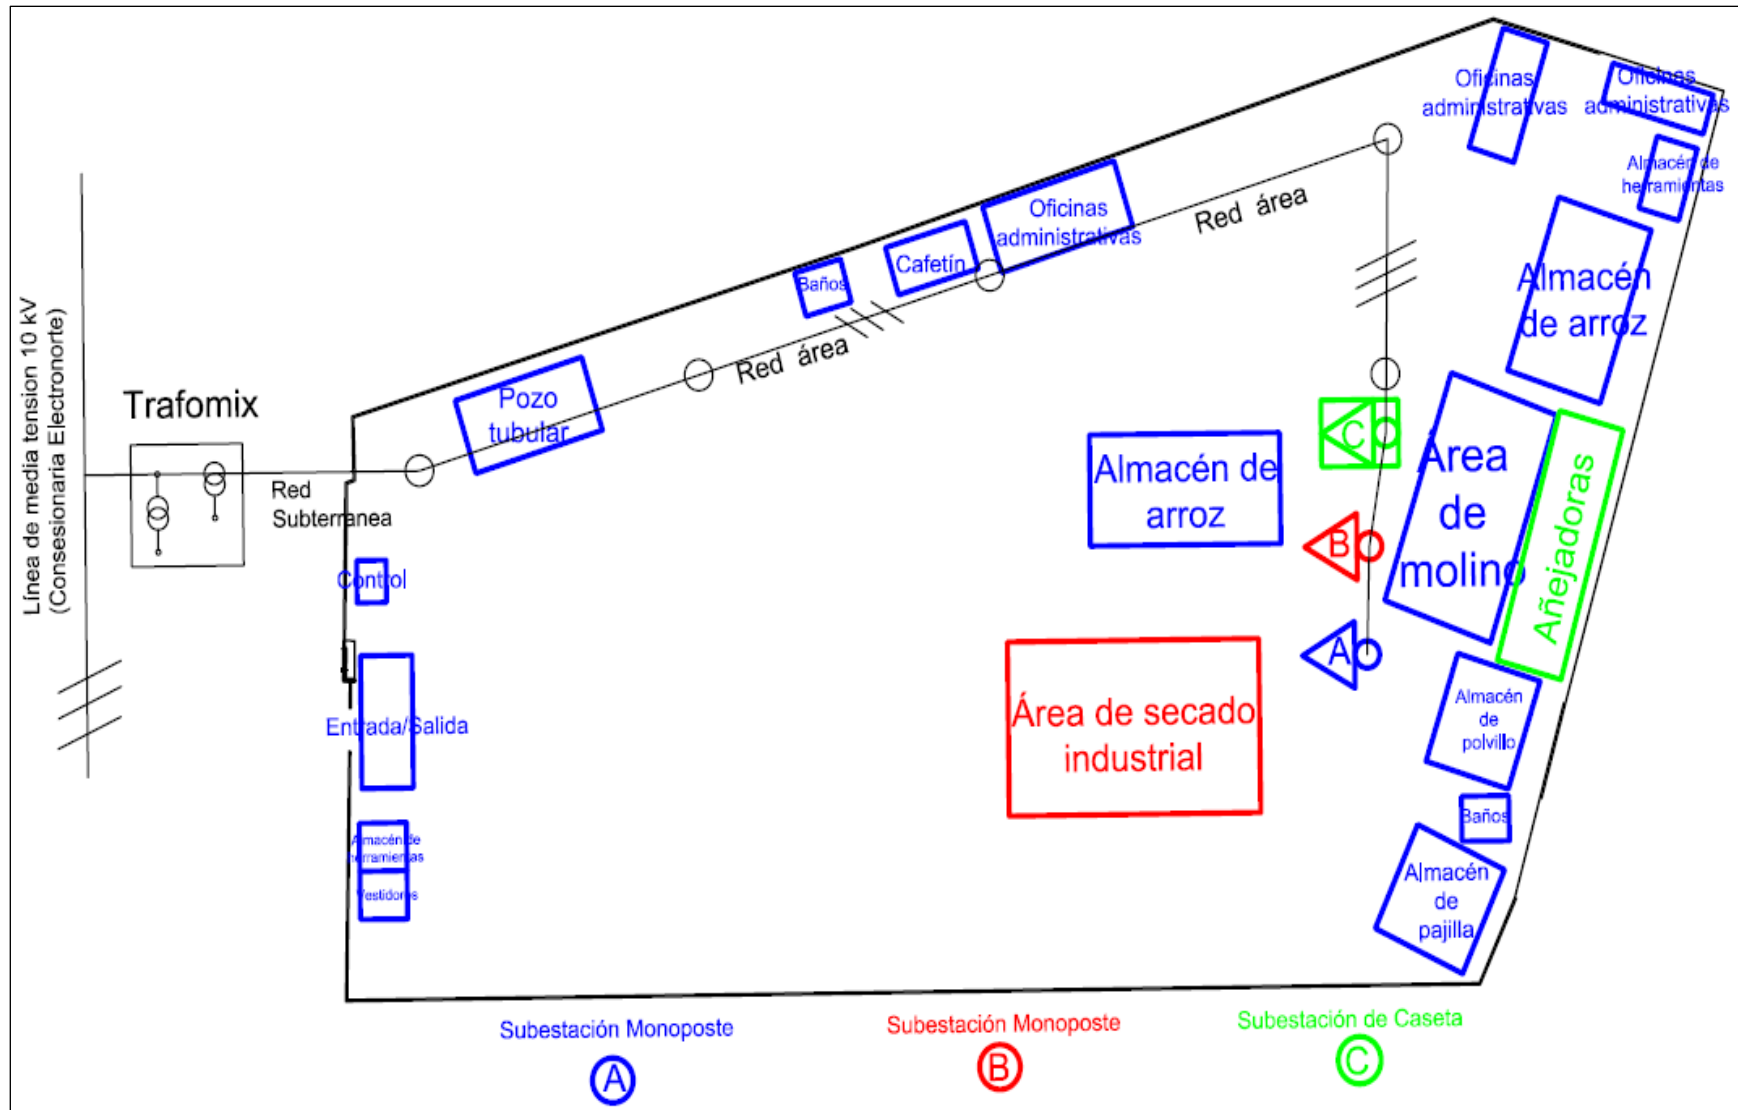 Línea de media tension 10 kV
(Consesionaria Electronorte)
Trafomix
Red
Subterranea
Pozo
tubular
Red área
Baños
Cafetín
Oficinas
administrativas
Red área
Oficinas
administrativas
Oficinas
administrativas
Almacén de
herramientas
Almacén
de arroz
Almacén de
arroz
C
B
A
Área
de
molino
Añejadoras
Control
Entrada/Salida
Almacén de
herramientas
Vestidores
Área de secado
industrial
Almacén
de
polvillo
Baños
Almacén
de
pajilla
Subestación Monoposte
A
Subestación Monoposte
B
Subestación de Caseta
C